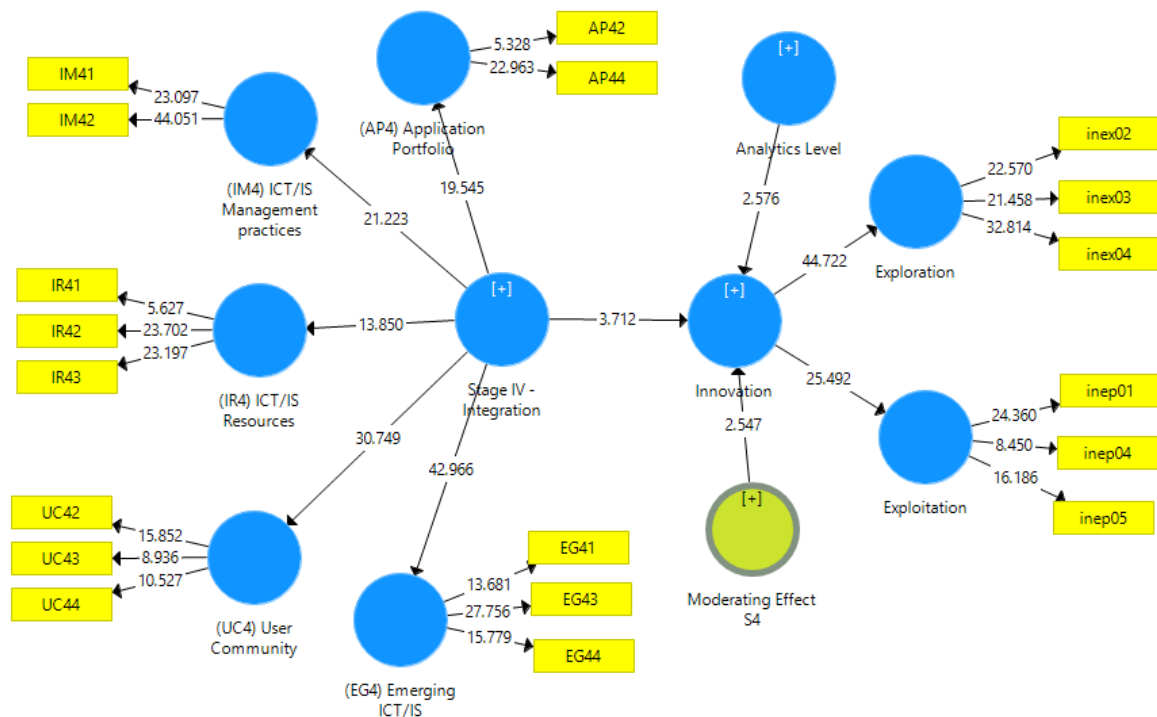 AP42
5.328
22.963
AP44
(AP4) Application
Portfolio
19.545
IM41
23.097
IM42
44.051
(IM4) ICT/IS
Management
practices
21.223
[+]
Analytics Level
2.576
inex02
22.570
inex03
21.458
32.814
inex04
Exploration
44.722
IR41
5.627
IR42
23.702
23.197
IR43
(IR4) ICT/IS
Resources
13.850
[+]
Stage IV -
Integration
3.712
[+]
Innovation
25.492
2.547
[+]
Moderating Effect
S4
inep01
24.360
8.450
inep04
16.186
inep05
Exploitation
30.749
42.966
UC42
15.852
UC43
8.936
10.527
UC44
(UC4) User
Community
EG41
13.681
EG43
27.756
15.779
EG44
(EG4) Emerging
ICT/IS